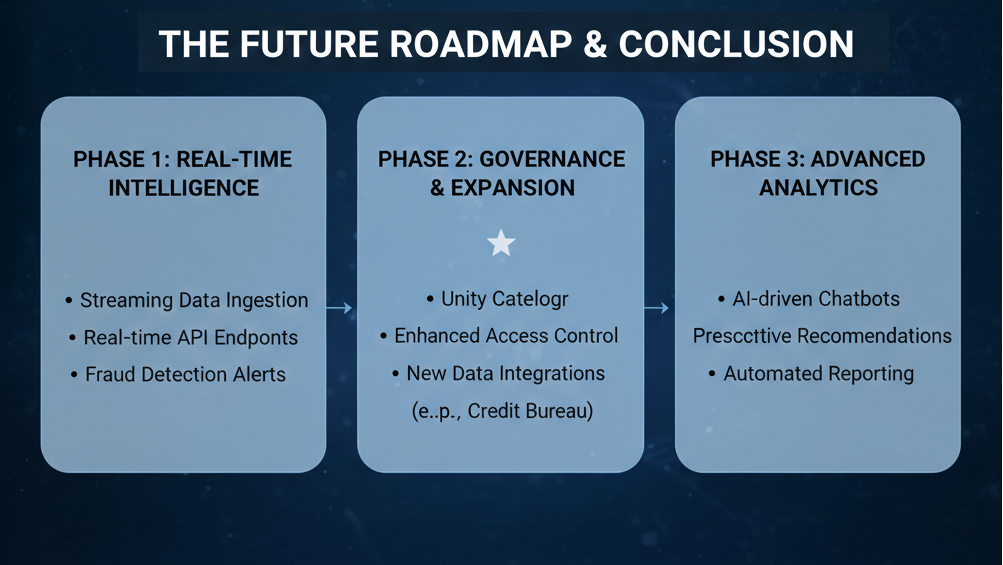 THE FUTURE ROADMAP & CONCLUSION
PHASE 1: REAL-TIME
INTELLIGENCE
• Streaming Data Ingestion
• Real-time API Endponts
• Fraud Detection Alerts
PHASE 2: GOVERNANCE
& EXPANSION
• Unity Catelogr
• Enhanced Access Control
• New Data Integrations
(e..p., Credit Bureau)
PHASE 3: ADVANCED
ANALYTICS
• AI-driven Chatbots
Presccttive Recomendations
• Automated Reporting